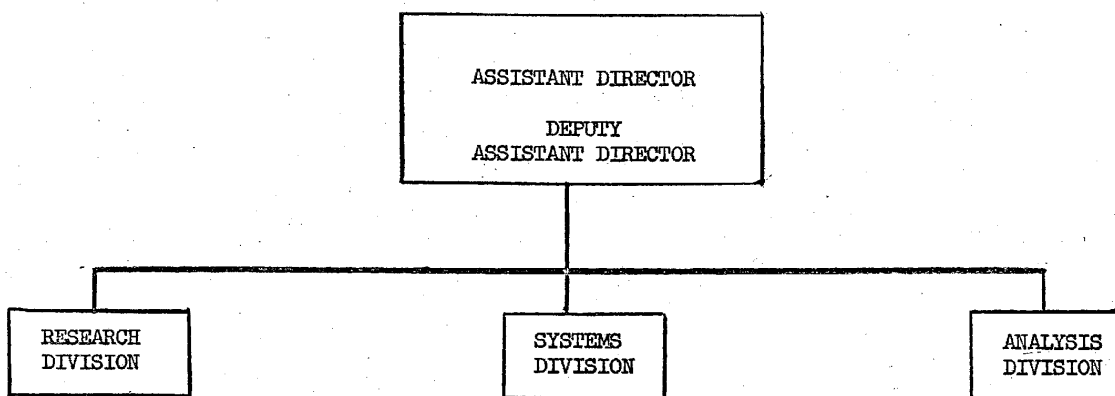 ASSISTANT DIRECTOR
DEPUTY
ASSISTANT DIRECTOR
RESEARCH
DIVISION
SYSTEMS
DIVISION
ANALYSIS
DIVISION